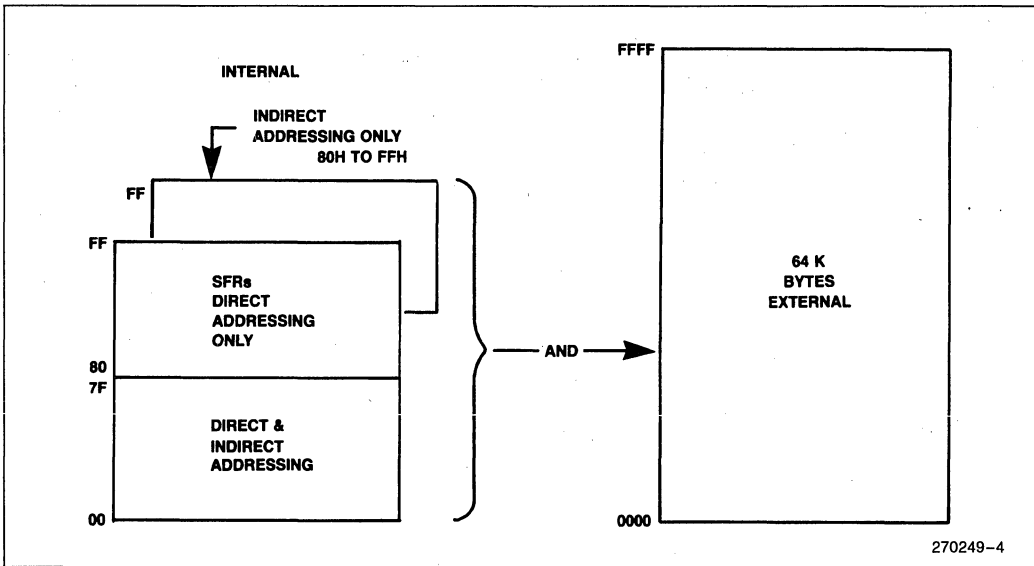 INTERNAL
INDIRECT
ADDRESSING ONLY
80H TO FFH
FF
FF
SFRs
DIRECT
ADDRESSING
ONLY
80
7F
DIRECT &
INDIRECT
ADDRESSING
00
AND
FFFF
64 K
BYTES
EXTERNAL
0000
270249-4